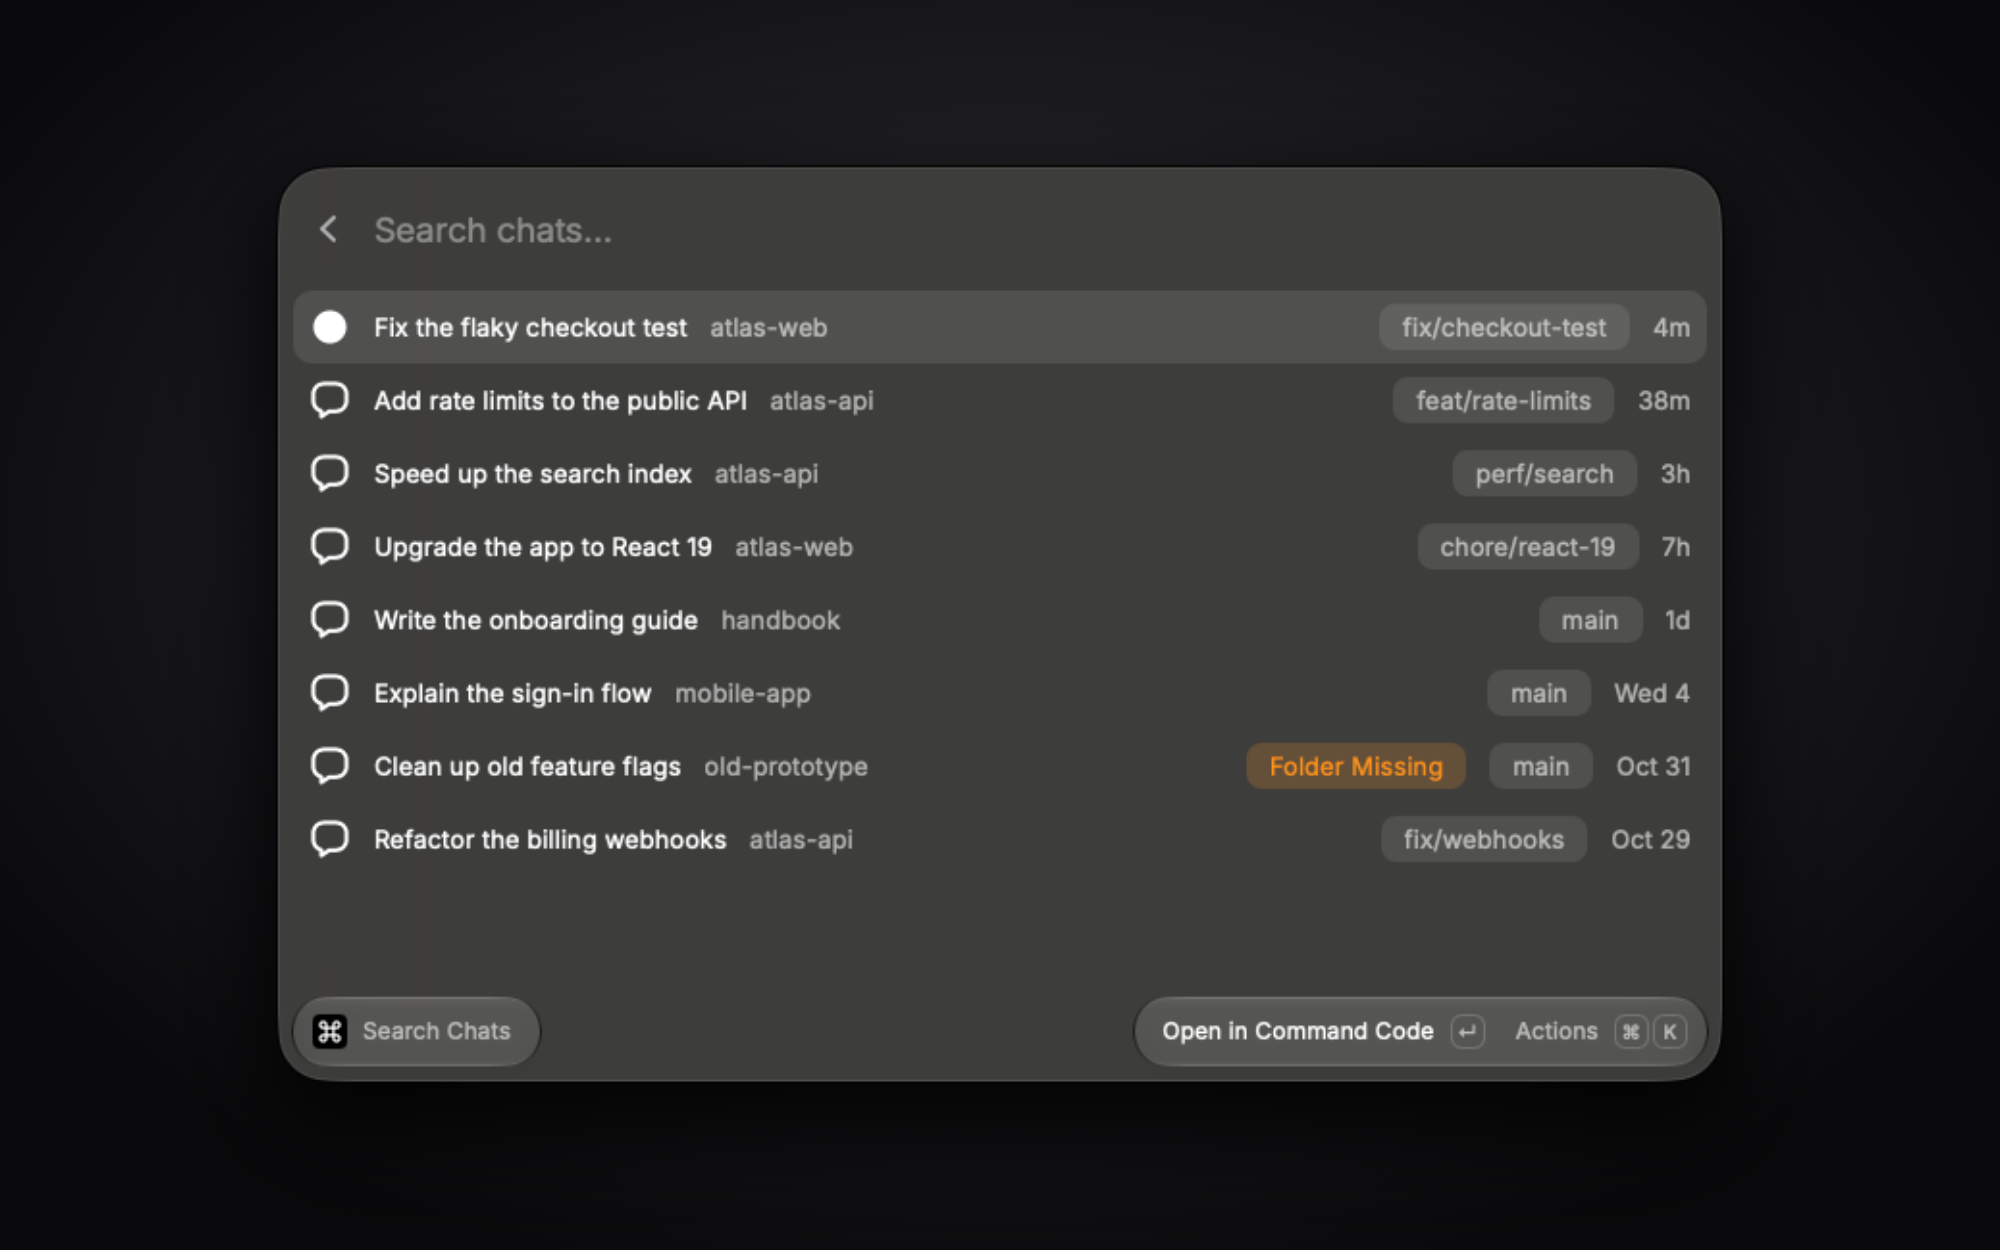 Search chats...
Fix the flaky checkout test atlas-web fix/checkout-test 4m
Add rate limits to the public API atlas-api feat/rate-limits 38m
Speed up the search index atlas-api perf/search 3h
Upgrade the app to React 19 atlas-web chore/react-19 7h
Write the onboarding guide handbook main 1d
Explain the sign-in flow mobile-app main Wed 4
Clean up old feature flags old-prototype Folder Missing main Oct 31
Refactor the billing webhooks atlas-api fix/webhooks Oct 29
⌘ Search Chats Open in Command Code ↵ Actions ⌘ K